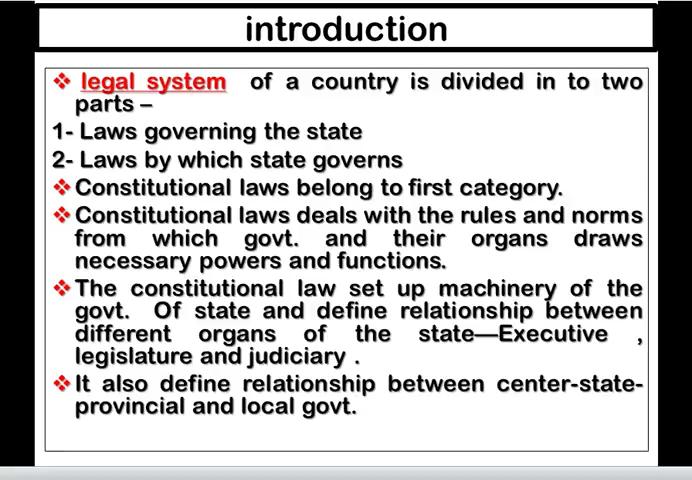 introduction
❖ legal system of a country is divided in to two
parts –
1- Laws governing the state
2- Laws by which state governs
❖ Constitutional laws belong to first category.
❖ Constitutional laws deals with the rules and norms
from which govt. and their organs draws
necessary powers and functions.
❖ The constitutional law set up machinery of the
govt. Of state and define relationship between
different organs of the state—Executive ,
legislature and judiciary .
❖ It also define relationship between center-state-
provincial and local govt.